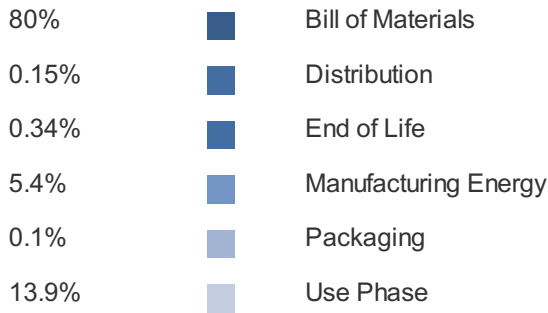 80% Bill of Materials
0.15% Distribution
0.34% End of Life
5.4% Manufacturing Energy
0.1% Packaging
13.9% Use Phase